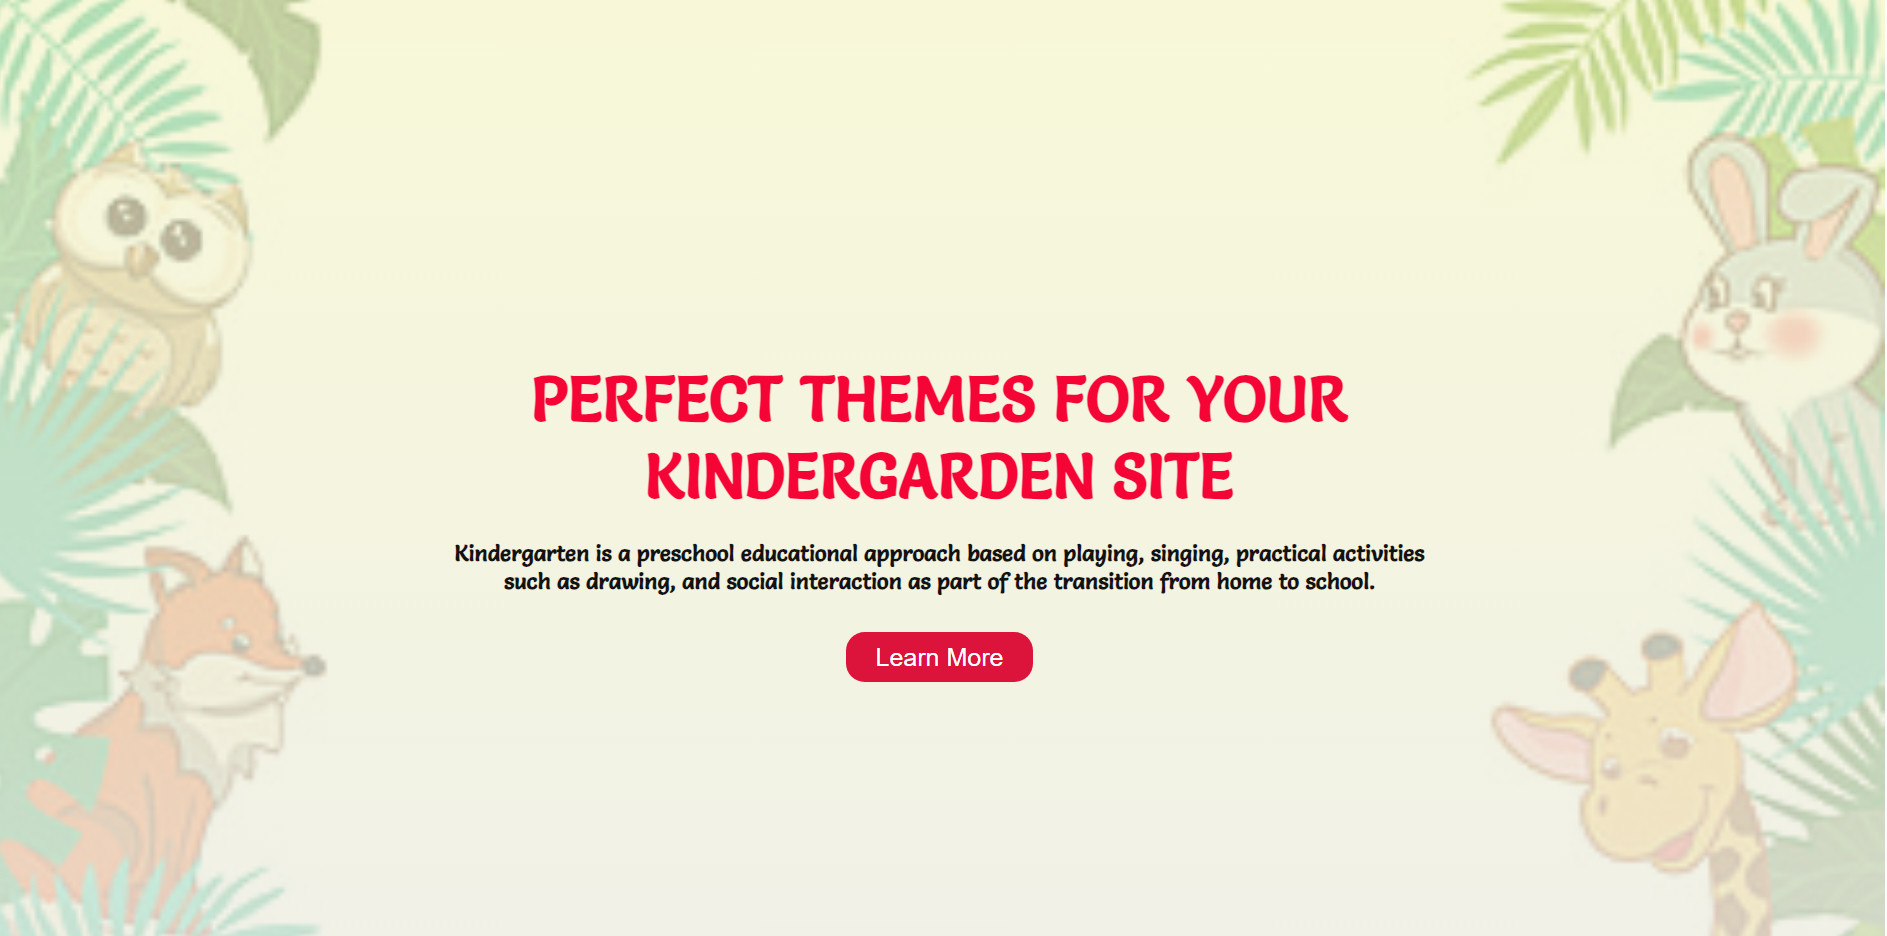 PERFECT THEMES FOR YOUR
KINDERGARDEN SITE
Kindergarten is a preschool educational approach based on playing, singing, practical activities
such as drawing, and social interaction as part of the transition from home to school.
Learn More